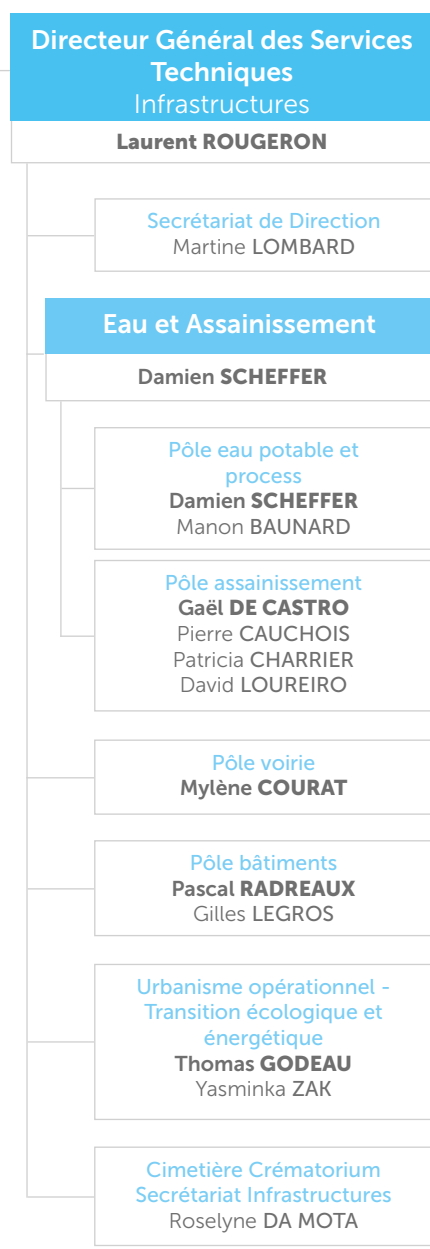 Directeur Général des Services
Techniques
Infrastructures
Laurent ROUGERON
Secrétariat de Direction
Martine LOMBARD
Eau et Assainissement
Damien SCHEFFER
Pôle eau potable et
process
Damien SCHEFFER
Manon BAUNARD
Pôle assainissement
Gaël DE CASTRO
Pierre CAUCHOIS
Patricia CHARRIER
David LOUREIRO
Pôle voirie
Mylène COURAT
Pôle bâtiments
Pascal RADREAUX
Gilles LEGROS
Urbanisme opérationnel -
Transition écologique et
énergétique
Thomas GODEAU
Yasminka ZAK
Cimetière Crématorium
Secrétariat Infrastructures
Roselyne DA MOTA